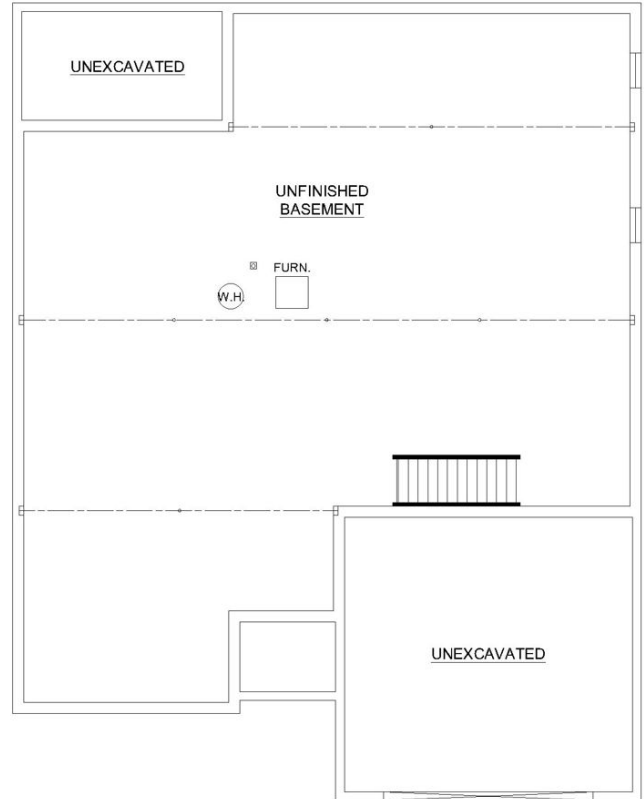 UNEXCAVATED
UNFINISHED
BASEMENT
FURN.
W.H.
UNEXCAVATED